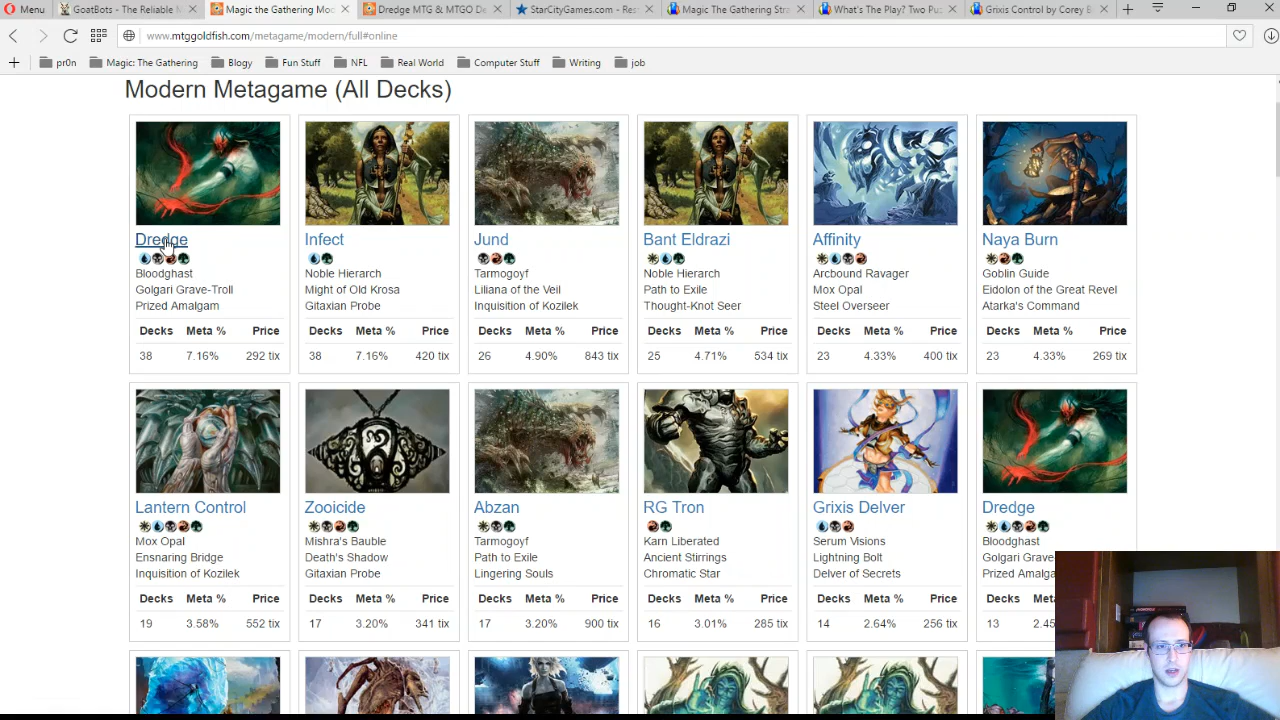 Menu GoatBots - The Reliable M Magic the Gathering Mod Dredge MTG & MTGO De StarCityGames.com - Res Magic The Gathering Stra What's The Play? Two Puz Grixis Control by Corey B
www.mtggoldfish.com/metagame/modern/full#online
pr0n Magic: The Gathering Blogy Fun Stuff NFL Real World Computer Stuff Writing job
Modern Metagame (All Decks)
Dredge Infect Jund Bant Eldrazi Affinity Naya Burn
Bloodghast Noble Hierarch Tarmogoyf Noble Hierarch Arcbound Ravager Goblin Guide
Golgari Grave-Troll Might of Old Krosa Liliana of the Veil Path to Exile Mox Opal Eidolon of the Great Revel
Prized Amalgam Gitaxian Probe Inquisition of Kozilek Thought-Knot Seer Steel Overseer Atarka's Command
Decks Meta % Price Decks Meta % Price Decks Meta % Price Decks Meta % Price Decks Meta % Price Decks Meta % Price
38 7.16% 292 tix 38 7.16% 420 tix 26 4.90% 843 tix 25 4.71% 534 tix 23 4.33% 400 tix 23 4.33% 269 tix
Lantern Control Zooicide Abzan RG Tron Grixis Delver Dredge
Mox Opal Mishra's Bauble Tarmogoyf Karn Liberated Serum Visions Bloodghast
Ensnaring Bridge Death's Shadow Path to Exile Ancient Stirrings Lightning Bolt Golgari Grave
Inquisition of Kozilek Gitaxian Probe Lingering Souls Chromatic Star Delver of Secrets Prized Amalga
Decks Meta % Price Decks Meta % Price Decks Meta % Price Decks Meta % Price Decks Meta % Price Decks Meta
19 3.58% 552 tix 17 3.20% 341 tix 17 3.20% 900 tix 16 3.01% 285 tix 14 2.64% 256 tix 13 2.45